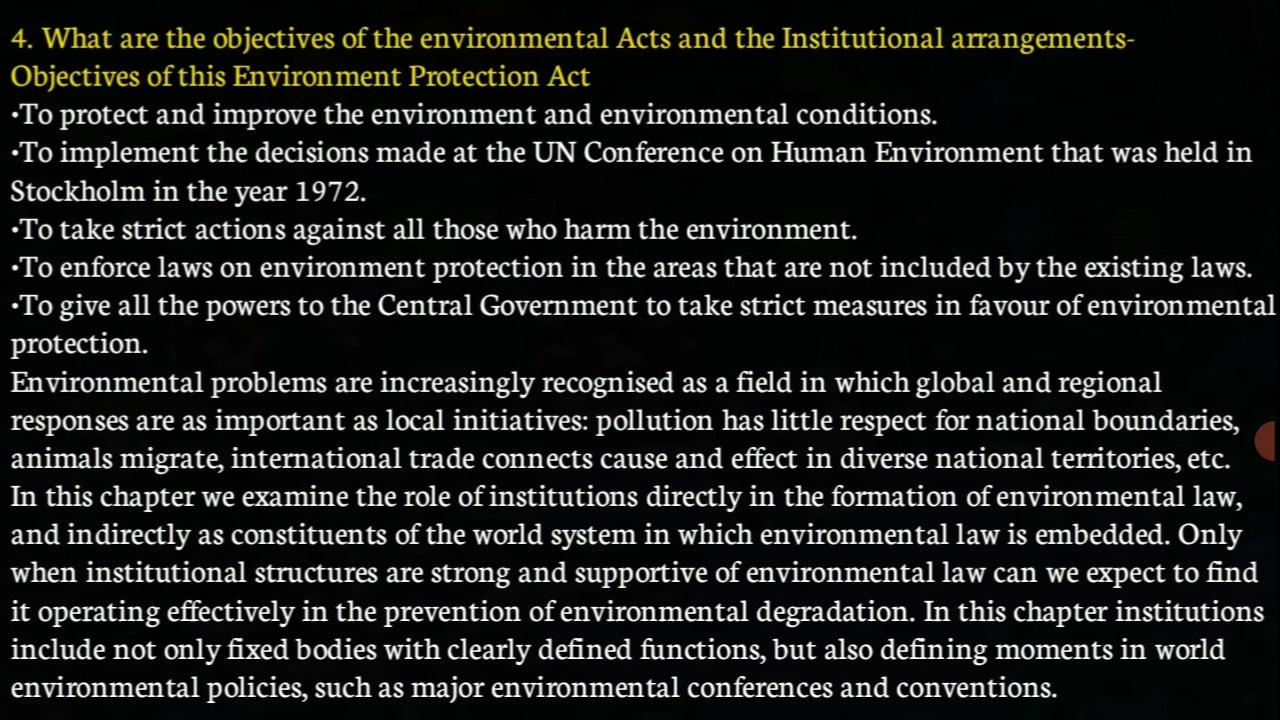 4. What are the objectives of the environmental Acts and the Institutional arrangements-
Objectives of this Environment Protection Act
•To protect and improve the environment and environmental conditions.
•To implement the decisions made at the UN Conference on Human Environment that was held in
Stockholm in the year 1972.
•To take strict actions against all those who harm the environment.
•To enforce laws on environment protection in the areas that are not included by the existing laws.
•To give all the powers to the Central Government to take strict measures in favour of environmental
protection.
Environmental problems are increasingly recognised as a field in which global and regional
responses are as important as local initiatives: pollution has little respect for national boundaries,
animals migrate, international trade connects cause and effect in diverse national territories, etc.
In this chapter we examine the role of institutions directly in the formation of environmental law,
and indirectly as constituents of the world system in which environmental law is embedded. Only
when institutional structures are strong and supportive of environmental law can we expect to find
it operating effectively in the prevention of environmental degradation. In this chapter institutions
include not only fixed bodies with clearly defined functions, but also defining moments in world
environmental policies, such as major environmental conferences and conventions.